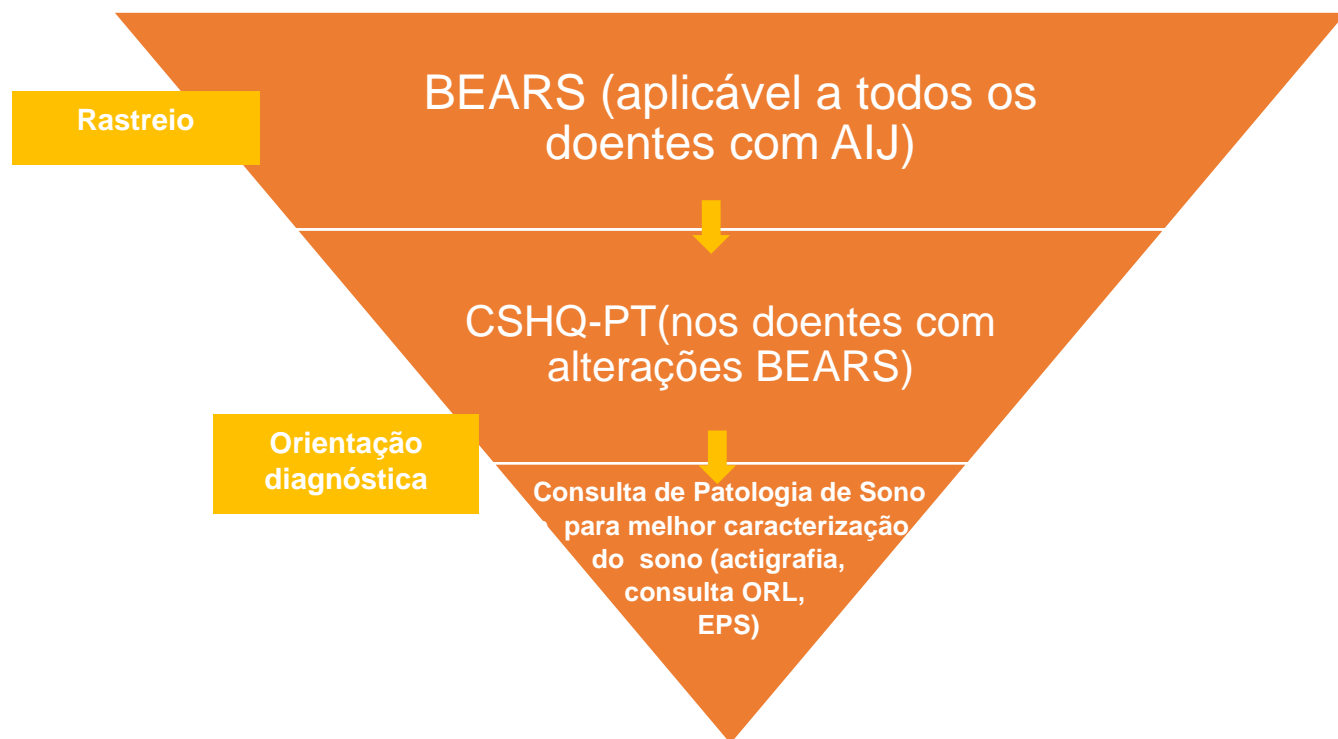 Rastreio
BEARS (aplicável a todos os
doentes com AIJ)
CSHQ-PT(nos doentes com
alterações BEARS)
Orientação
diagnóstica
Consulta de Patologia de Sono
para melhor caracterização
do sono (actigrafia,
consulta ORL,
EPS)